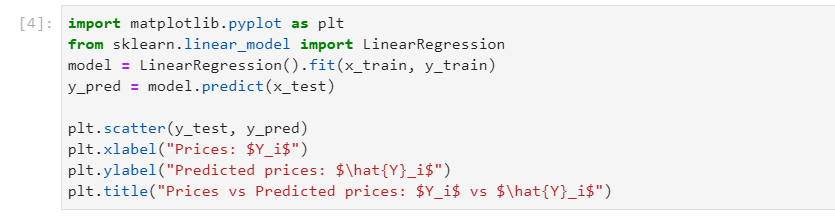 [4]: import matplotlib.pyplot as plt
from sklearn.linear_model import LinearRegression
model = LinearRegression().fit(x_train, y_train)
y_pred = model.predict(x_test)
plt.scatter(y_test, y_pred)
plt.xlabel("Prices: $Y_i$")
plt.ylabel("Predicted prices: $\hat{Y}_i$")
plt.title("Prices vs Predicted prices: $Y_i$ vs $\hat{Y}_i$")